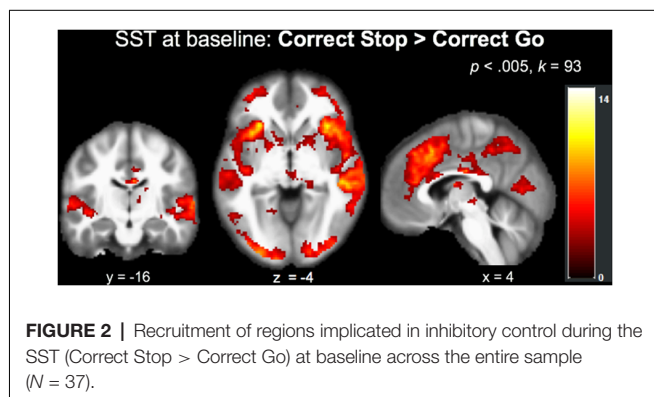 SST at baseline: Correct Stop > Correct Go
p < .005, k = 93
14
0
y = -16
z = -4
x = 4
FIGURE 2 | Recruitment of regions implicated in inhibitory control during the
SST (Correct Stop > Correct Go) at baseline across the entire sample
(N = 37).